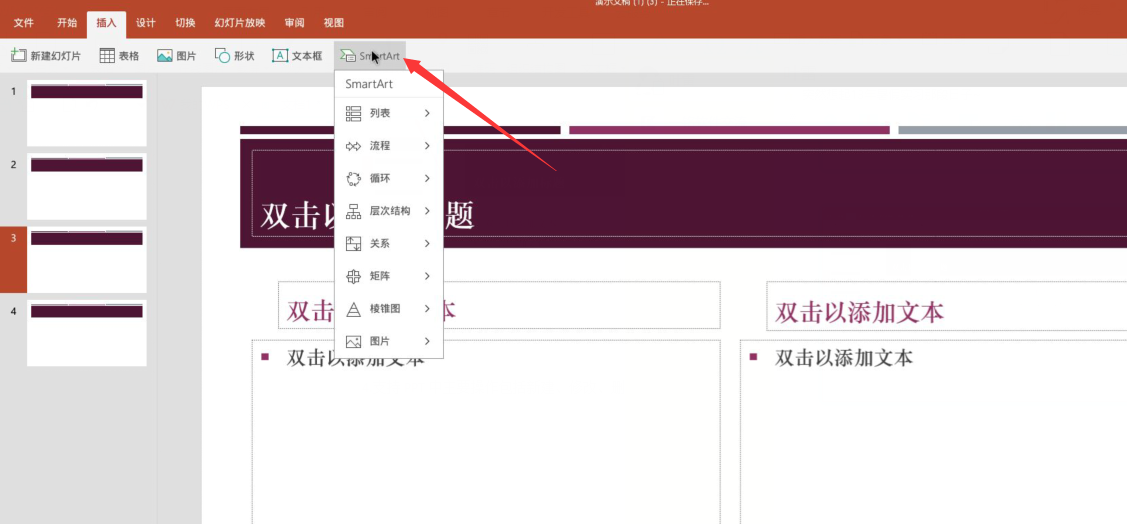 演示文稿 (1) (3) - 正在保存...
文件 开始 插入 设计 切换 幻灯片放映 审阅 视图
新建幻灯片 表格 图片 形状 A 文本框 SmartArt
SmartArt
列表
流程
循环
层次结构
关系
矩阵
棱锥图
图片
1
2
3
4
双击以 题
双击 本
双击以添加文本
双击以添加文本
双击以添加文本